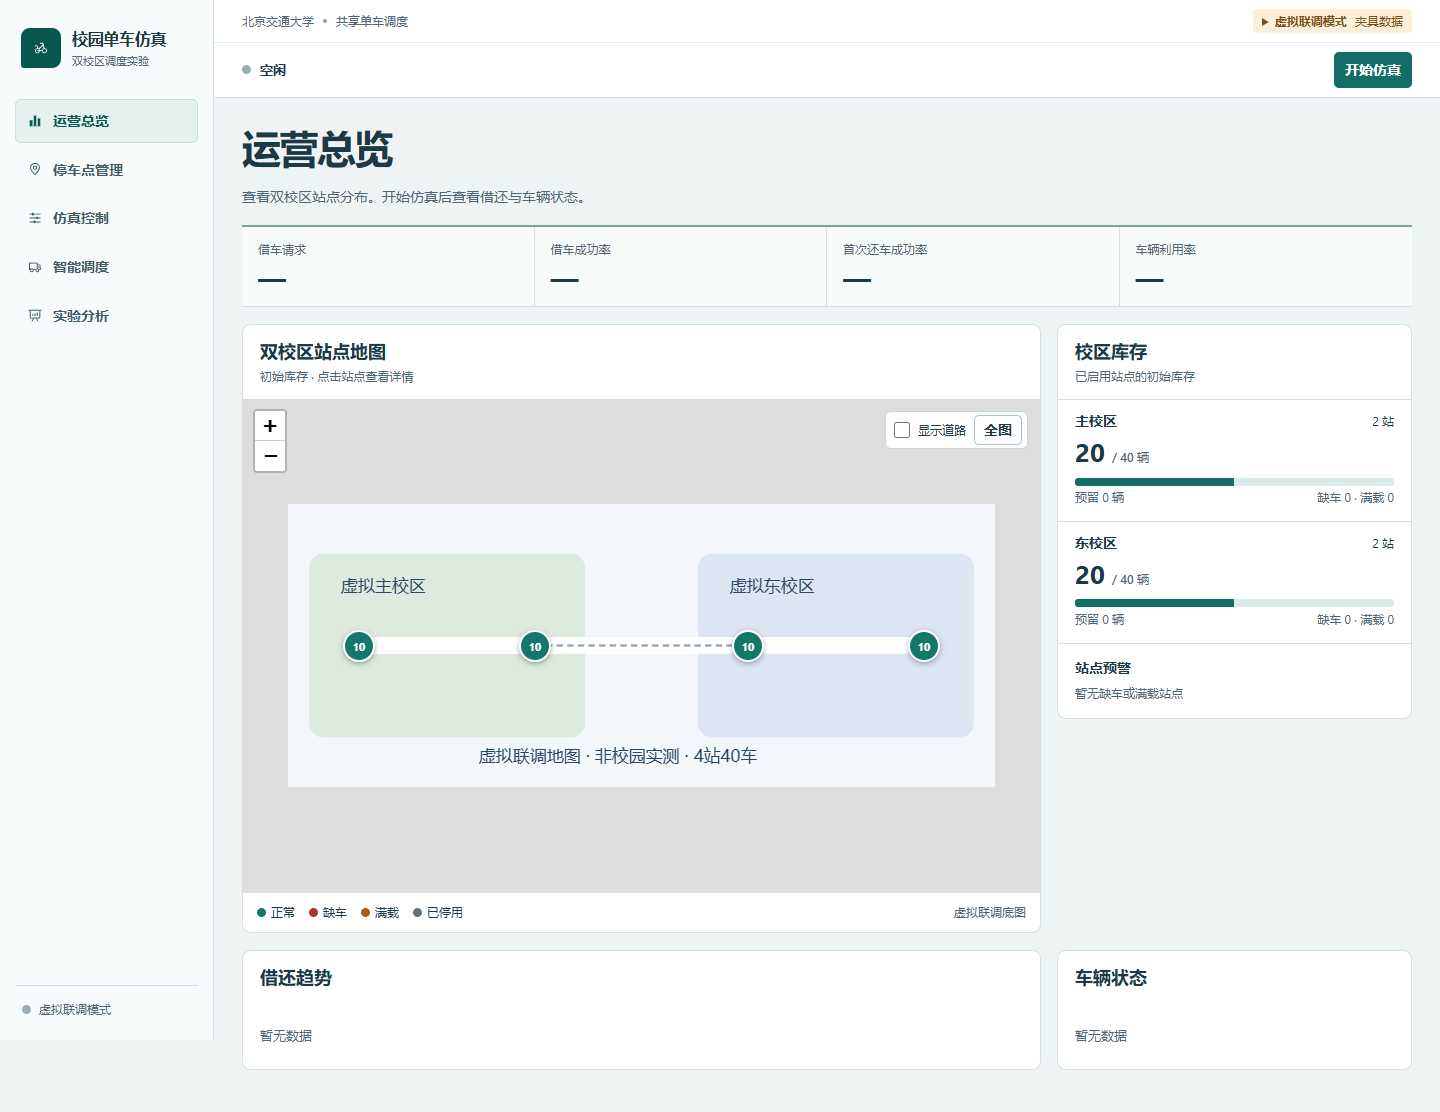 校园单车仿真
双校区调度实验
运营总览
停车点管理
仿真控制
智能调度
实验分析
虚拟联调模式
北京交通大学 • 共享单车调度
虚拟联调模式 夹具数据
空闲
开始仿真
运营总览
查看双校区站点分布。开始仿真后查看借还与车辆状态。
借车请求
—
借车成功率
—
首次还车成功率
—
车辆利用率
—
双校区站点地图
初始库存 · 点击站点查看详情
+
−
显示道路
全图
虚拟主校区
虚拟东校区
10
10
10
10
虚拟联调地图 · 非校园实测 · 4站40车
正常
缺车
满载
已停用
虚拟联调底图
校区库存
已启用站点的初始库存
主校区
2 站
20 / 40 辆
预留 0 辆
缺车 0 · 满载 0
东校区
2 站
20 / 40 辆
预留 0 辆
缺车 0 · 满载 0
站点预警
暂无缺车或满载站点
借还趋势
暂无数据
车辆状态
暂无数据